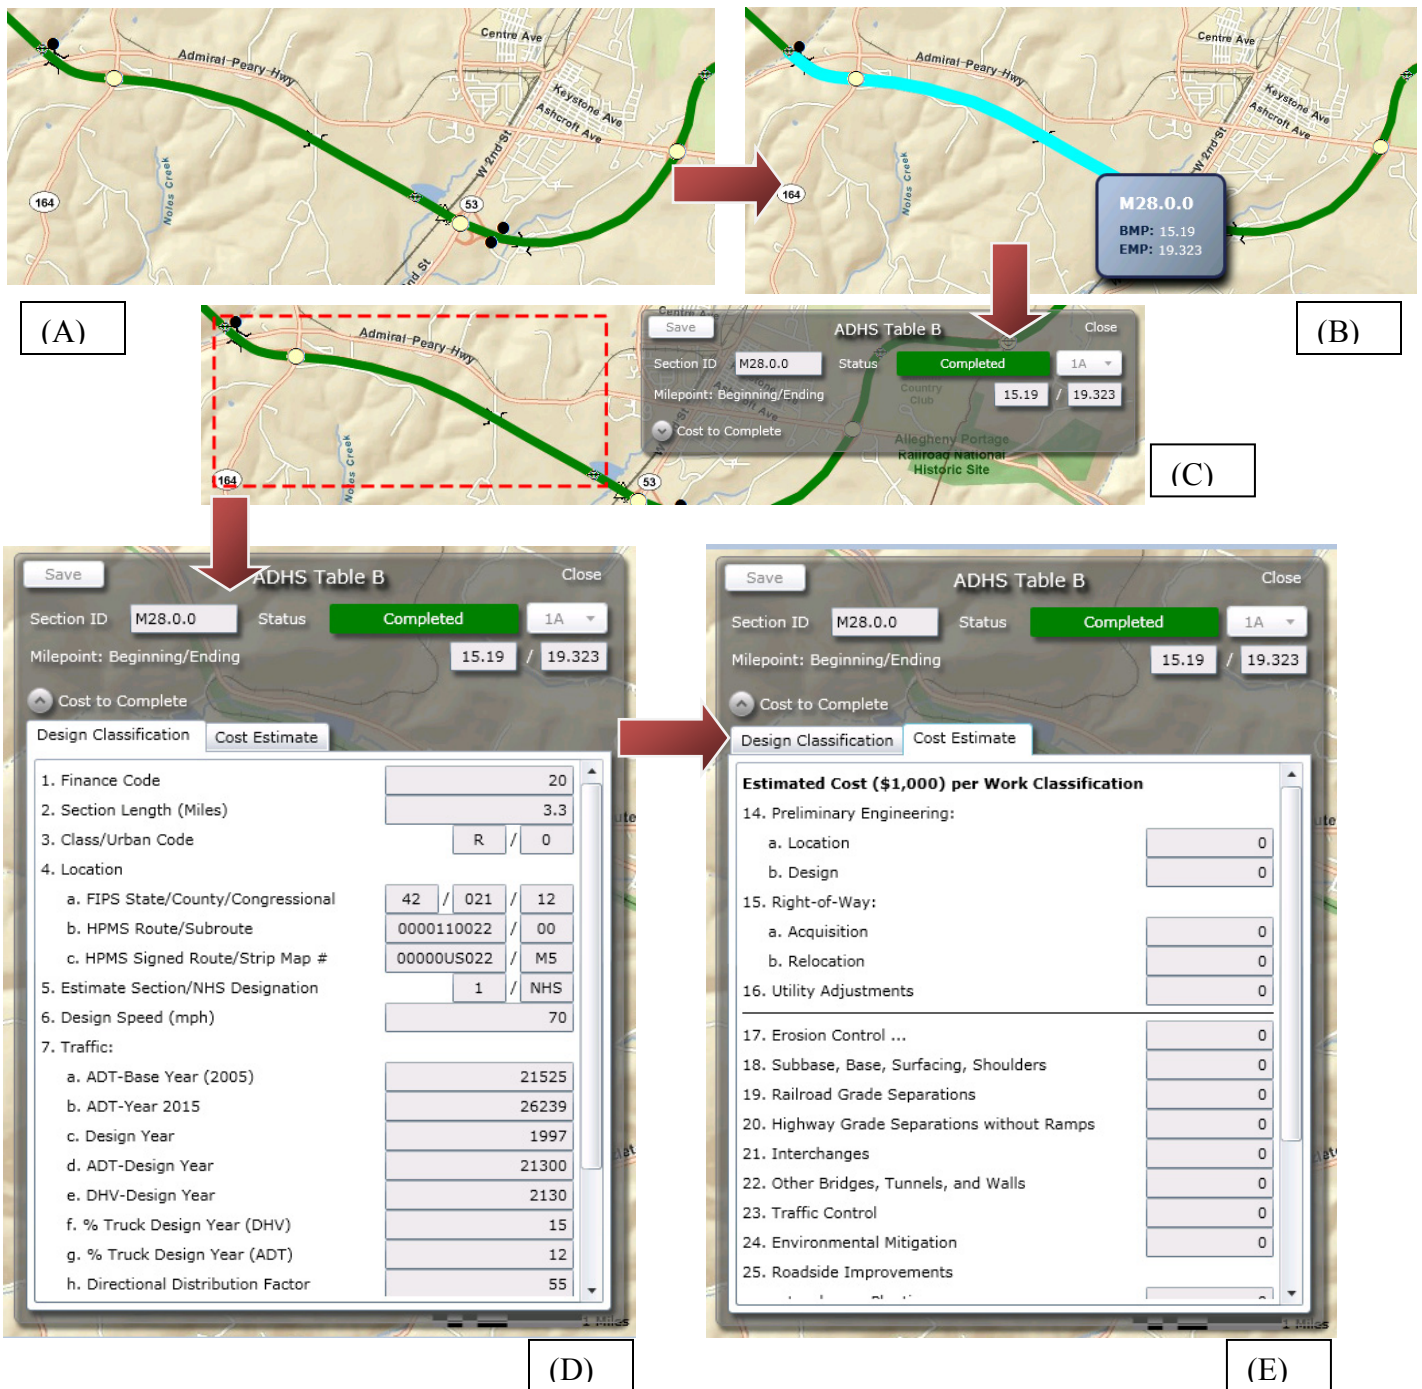 Centre Ave
Admiral Peary Hwy
Keystone Ave
Ashcroft Ave
W 2nd St
Noles Creek
164
53
2nd St
(A)
Centre Ave
Admiral Peary Hwy
Keystone Ave
Ashcroft Ave
W 2nd St
Noles Creek
164
M28.0.0
BMP: 15.19
EMP: 19.323
(B)
Admiral Peary Hwy
Noles Creek
164
53
Save
ADHS Table B
Close
Section ID
M28.0.0
Status
Completed
1A
Milepoint: Beginning/Ending
15.19 / 19.323
Cost to Complete
Country
Club
Allegheny Portage
Railroad National
Historic Site
(C)
Save
ADHS Table B
Close
Section ID
M28.0.0
Status
Completed
1A
Milepoint: Beginning/Ending
15.19 / 19.323
Cost to Complete
Design Classification
Cost Estimate
1. Finance Code 20
2. Section Length (Miles) 3.3
3. Class/Urban Code R / 0
4. Location
a. FIPS State/County/Congressional 42 / 021 / 12
b. HPMS Route/Subroute 0000110022 / 00
c. HPMS Signed Route/Strip Map # 00000US022 / M5
5. Estimate Section/NHS Designation 1 / NHS
6. Design Speed (mph) 70
7. Traffic:
a. ADT-Base Year (2005) 21525
b. ADT-Year 2015 26239
c. Design Year 1997
d. ADT-Design Year 21300
e. DHV-Design Year 2130
f. % Truck Design Year (DHV) 15
g. % Truck Design Year (ADT) 12
h. Directional Distribution Factor 55
1 Miles
(D)
Save
ADHS Table B
Close
Section ID
M28.0.0
Status
Completed
1A
Milepoint: Beginning/Ending
15.19 / 19.323
Cost to Complete
Design Classification
Cost Estimate
Estimated Cost ($1,000) per Work Classification
14. Preliminary Engineering:
a. Location 0
b. Design 0
15. Right-of-Way:
a. Acquisition 0
b. Relocation 0
16. Utility Adjustments 0
17. Erosion Control ... 0
18. Subbase, Base, Surfacing, Shoulders 0
19. Railroad Grade Separations 0
20. Highway Grade Separations without Ramps 0
21. Interchanges 0
22. Other Bridges, Tunnels, and Walls 0
23. Traffic Control 0
24. Environmental Mitigation 0
25. Roadside Improvements
1 Miles
(E)